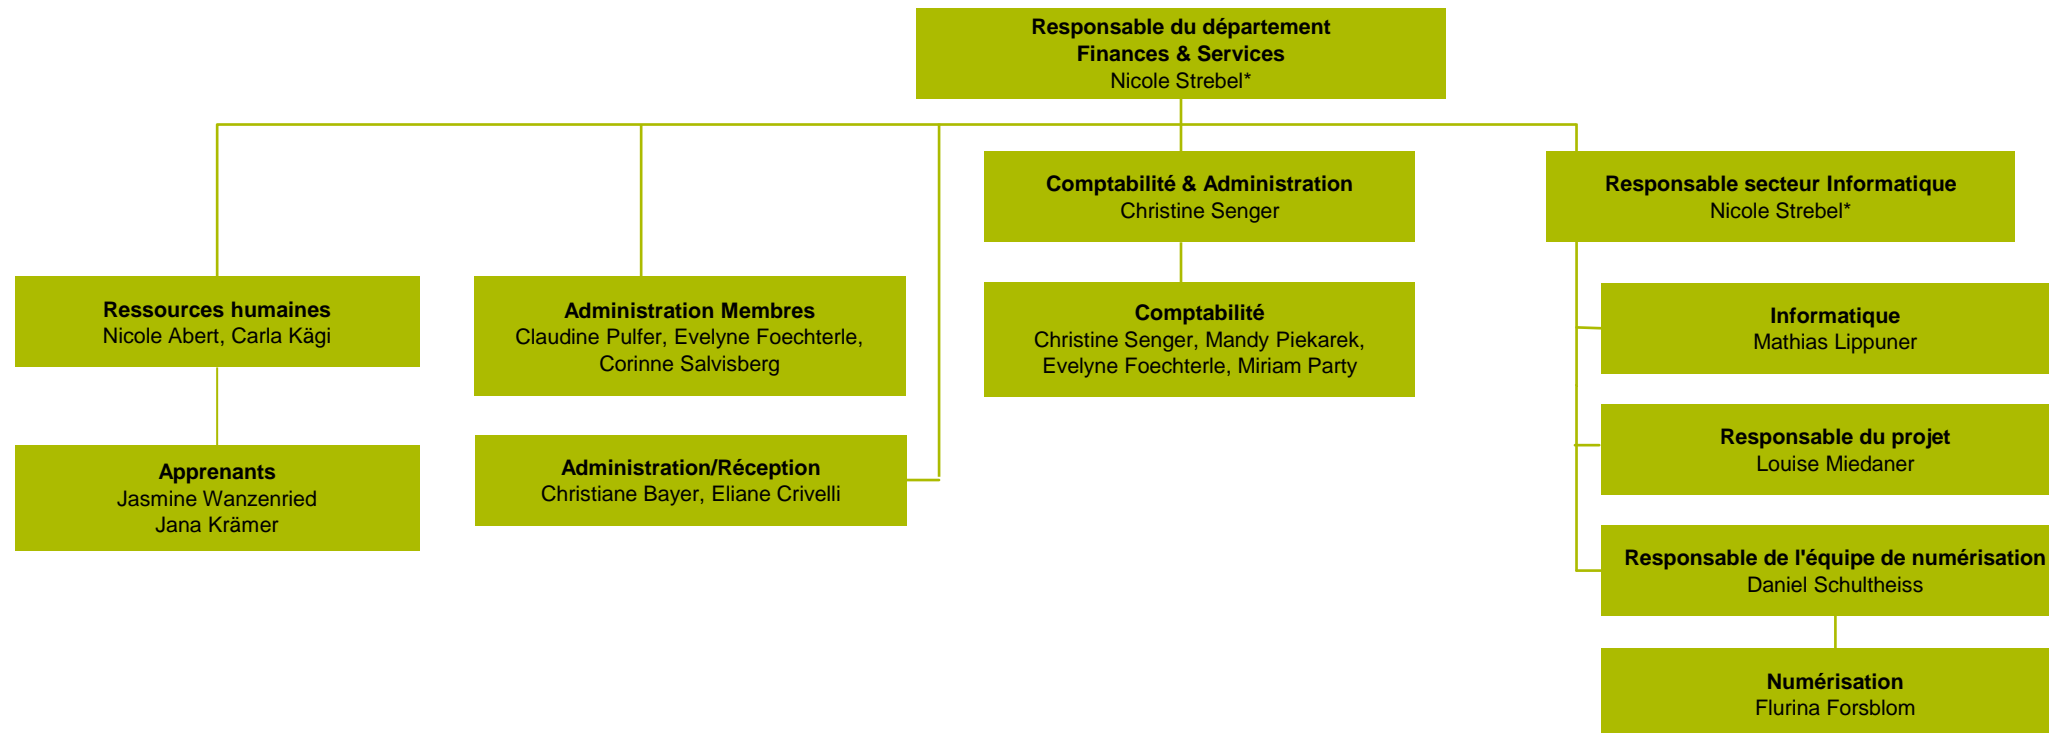 Responsable du département
Finances & Services
Nicole Strebel*
Comptabilité & Administration
Christine Senger
Responsable secteur Informatique
Nicole Strebel*
Ressources humaines
Nicole Abert, Carla Kägi
Administration Membres
Claudine Pulfer, Evelyne Foechterle,
Corinne Salvisberg
Comptabilité
Christine Senger, Mandy Piekarek,
Evelyne Foechterle, Miriam Party
Informatique
Mathias Lippuner
Apprenants
Jasmine Wanzenried
Jana Krämer
Administration/Réception
Christiane Bayer, Eliane Crivelli
Responsable du projet
Louise Miedaner
Responsable de l'équipe de numérisation
Daniel Schultheiss
Numérisation
Flurina Forsblom